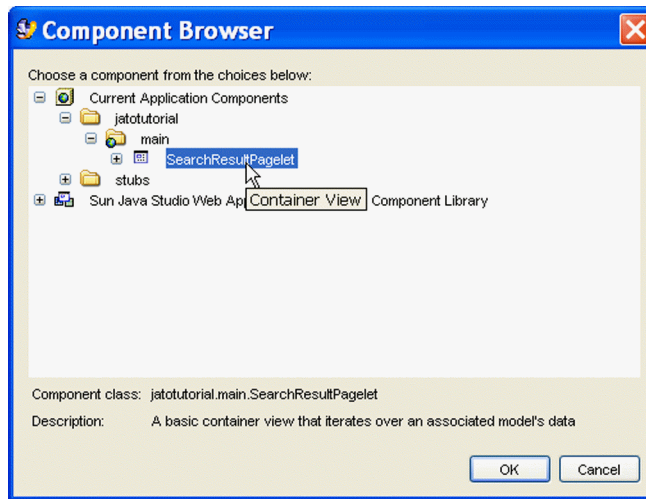 Component Browser
Choose a component from the choices below:
Current Application Components
jatotutorial
main
SearchResultPagelet
stubs
Sun Java Studio Web Ap Container View Component Library
Component class: jatotutorial.main.SearchResultPagelet
Description: A basic container view that iterates over an associated model's data
OK Cancel